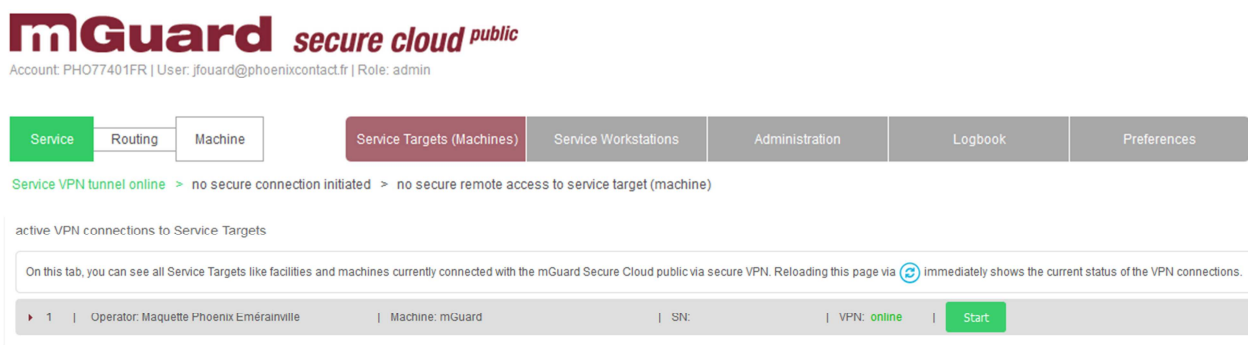 mGuard secure cloud public
Account: PHO77401FR | User: jfouard@phoenixcontact.fr | Role: admin
Service Routing Machine Service Targets (Machines) Service Workstations Administration Logbook Preferences
Service VPN tunnel online > no secure connection initiated > no secure remote access to service target (machine)
active VPN connections to Service Targets
On this tab, you can see all Service Targets like facilities and machines currently connected with the mGuard Secure Cloud public via secure VPN. Reloading this page via immediately shows the current status of the VPN connections.
1 | Operator: Maquette Phoenix Emérainville | Machine: mGuard | SN: | VPN: online | Start